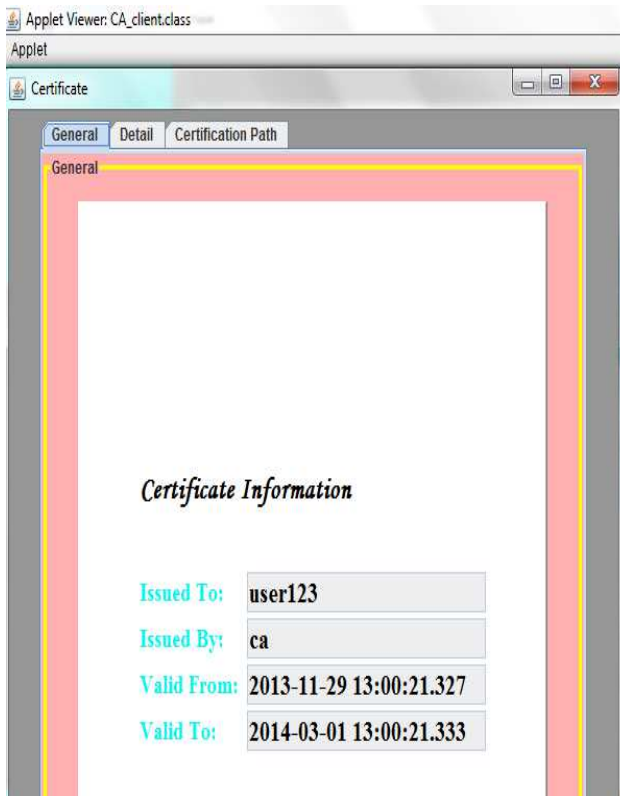 Applet Viewer: CA_client.class
Applet
Certificate
General Detail Certification Path
General
Certificate Information
Issued To: user123
Issued By: ca
Valid From: 2013-11-29 13:00:21.327
Valid To: 2014-03-01 13:00:21.333